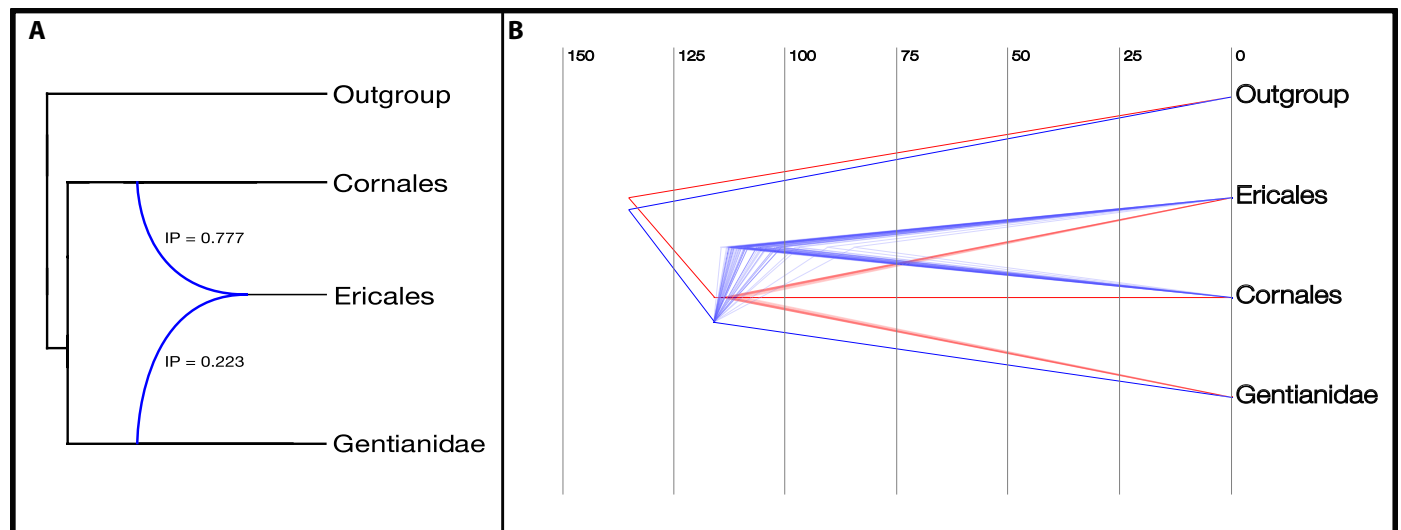 A
Outgroup
Cornales
IP = 0.777
Ericales
IP = 0.223
Gentianidae
B
150 125 100 75 50 25 0
Outgroup
Ericales
Cornales
Gentianidae